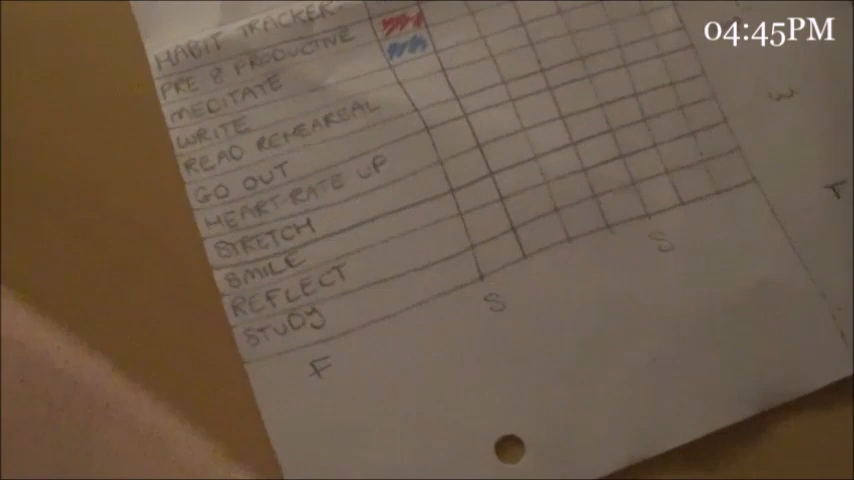 04:45PM
HABIT TRACKER
PRE 8 PRODUCTIVE
MEDITATE
WRITE
READ REHEARSAL
GO OUT
HEART-RATE UP
STRETCH
SMILE
REFLECT
STUDY
F
S
S
T